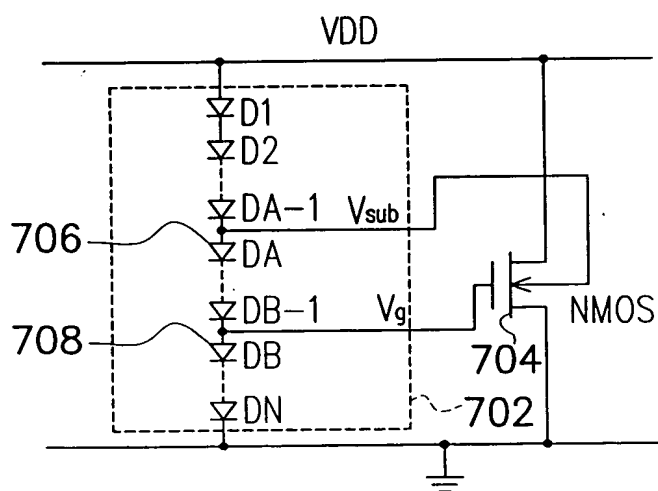 VDD
D1
D2
DA-1
Vsub
706
DA
DB-1
Vg
NMOS
708
DB
704
DN
702